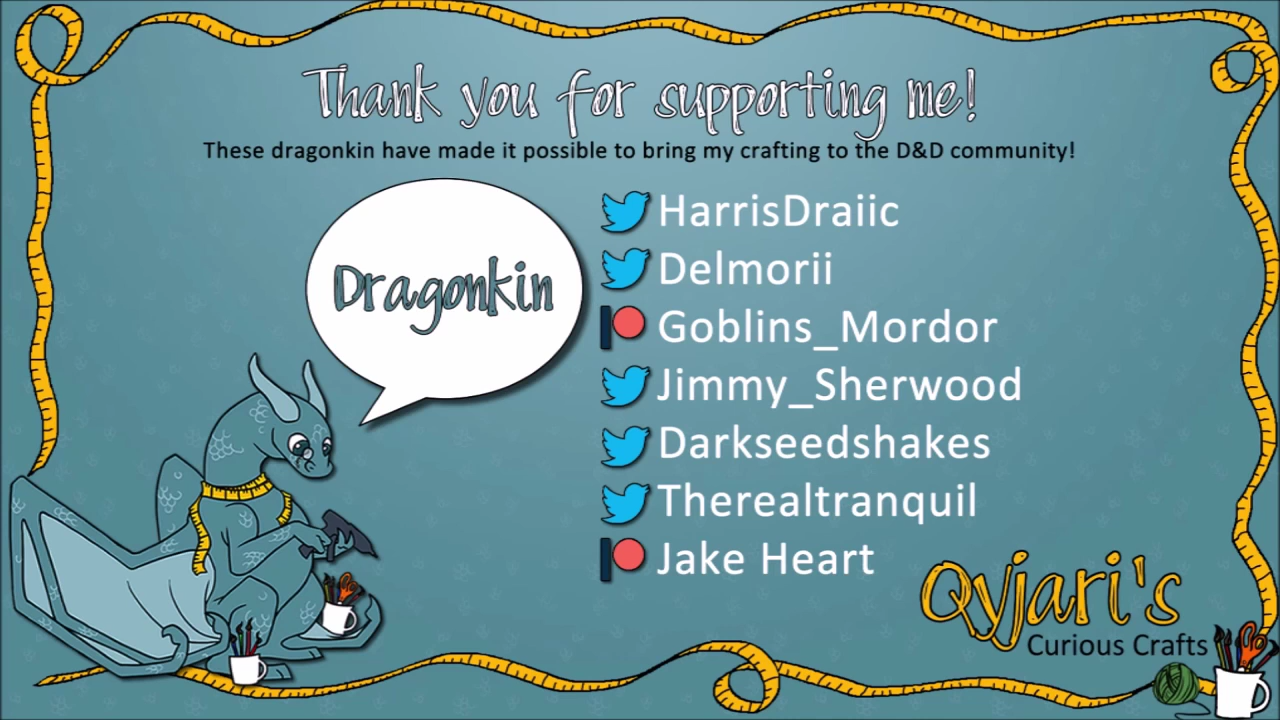 Thank you for supporting me!
These dragonkin have made it possible to bring my crafting to the D&D community!
Dragonkin
HarrisDraiic
Delmorii
Goblins_Mordor
Jimmy_Sherwood
Darkseedshakes
Therealtranquil
Jake Heart
Qyjari's
Curious Crafts